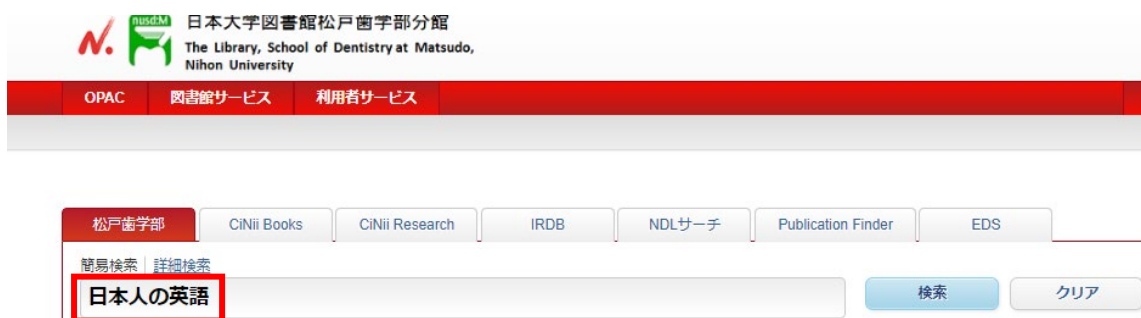 nusd:M
日本大学図書館松戸歯学部分館
The Library, School of Dentistry at Matsudo,
Nihon University
N.
OPAC 図書館サービス 利用者サービス
松戸歯学部 CiNii Books CiNii Research IRDB NDLサーチ Publication Finder EDS
簡易検索 詳細検索
日本人の英語 検索 クリア